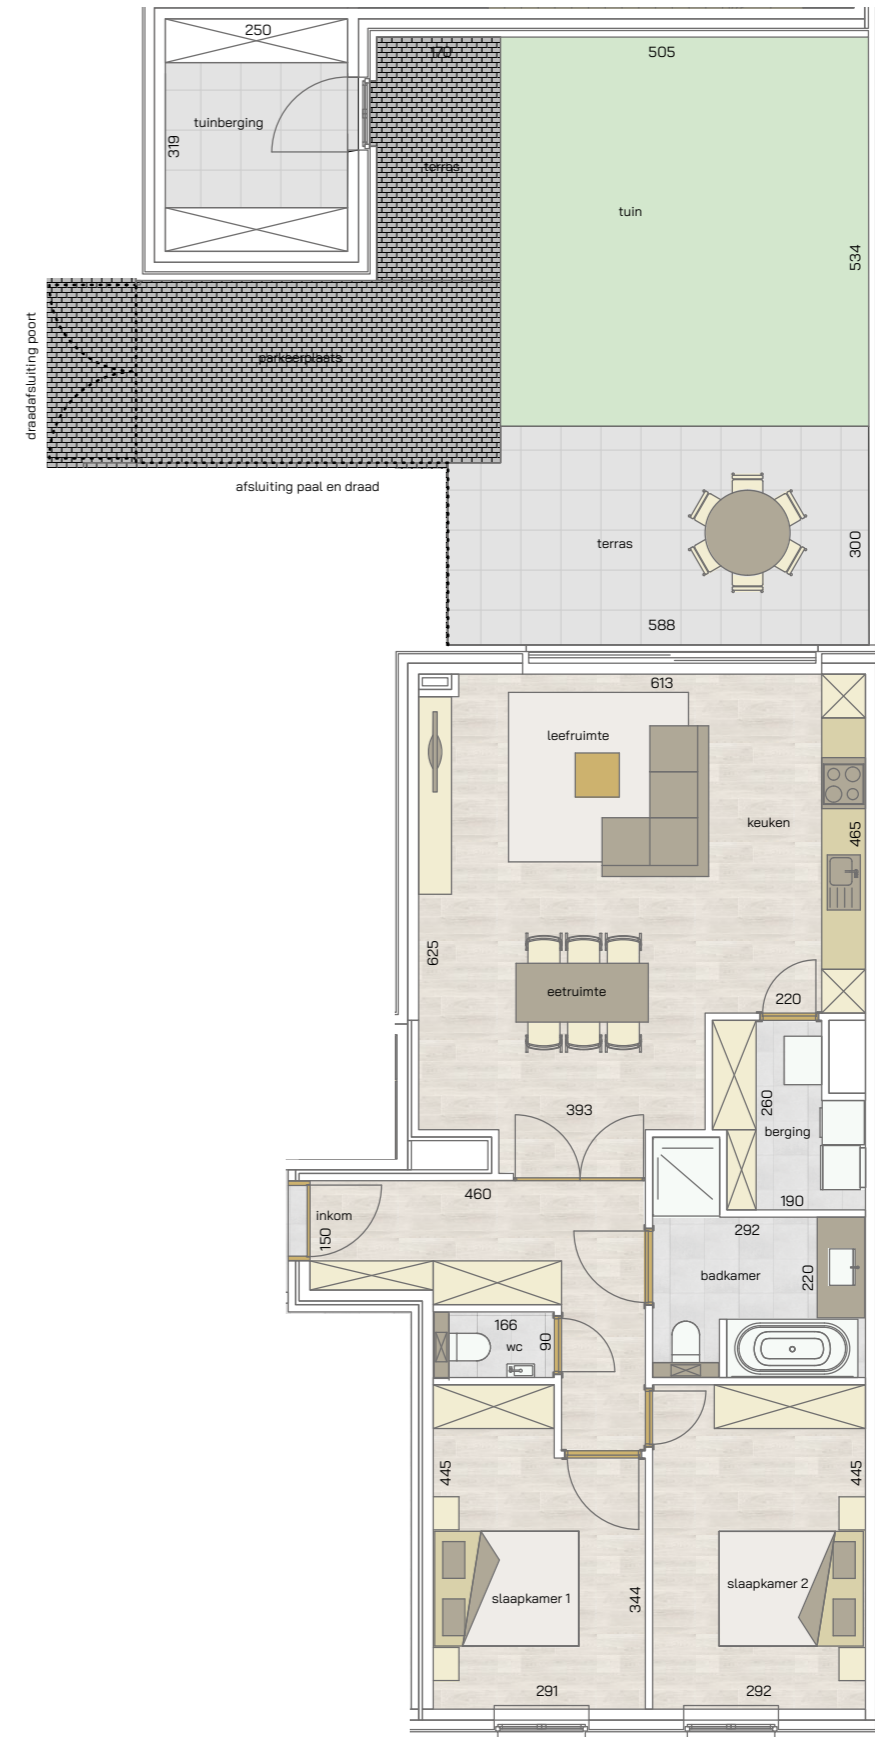 250
170
505
tuinberging
319
terras
tuin
534
draadafsluiting poort
parkeerplaats
afsluiting paal en draad
terras
300
588
613
leefruimte
keuken
465
625
eetruimte
220
393
260
berging
460
190
inkom
150
292
badkamer
220
166
wc
90
445
445
slaapkamer 1
slaapkamer 2
344
291
292